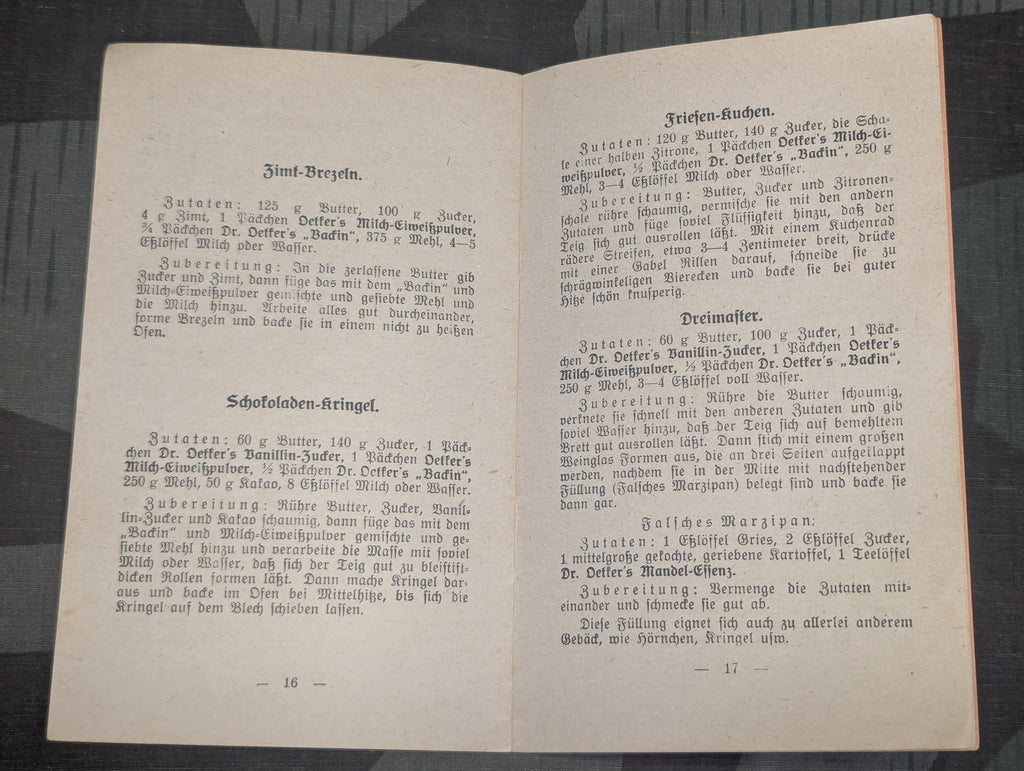 Zimt-Brezeln.
Zutaten: 125 g Butter, 100 g Zucker,
4 g Zimt, 1 Päckchen Oetker's Milch-Eiweißpulver,
¾ Päckchen Dr. Oetker's „Backin“, 375 g Mehl, 4—5
Eßlöffel Milch oder Wasser.
Zubereitung: In die zerlassene Butter gib
Zucker und Zimt, dann füge das mit dem „Backin“ und
Milch-Eiweißpulver gemischte und gesiebte Mehl und
die Milch hinzu. Arbeite alles gut durcheinander,
forme Brezeln und backe sie in einem nicht zu heißen
Ofen.
Schokoladen-Kringel.
Zutaten: 60 g Butter, 140 g Zucker, 1 Päck-
chen Dr. Oetker's Vanillin-Zucker, 1 Päckchen Oetker's
Milch-Eiweißpulver, ½ Päckchen Dr. Oetker's „Backin“,
250 g Mehl, 50 g Kakao, 8 Eßlöffel Milch oder Wasser.
Zubereitung: Rühre Butter, Zucker, Vanil-
lin-Zucker und Kakao schaumig, dann füge das mit dem
„Backin“ und Milch-Eiweißpulver gemischte und ge-
siebte Mehl hinzu und verarbeite die Masse mit soviel
Milch oder Wasser, daß sich der Teig gut zu bleistift-
dicken Rollen formen läßt. Dann mache Kringel dar-
aus und backe im Ofen bei Mittelhitze, bis sich die
Kringel auf dem Blech schieben lassen.
— 16 —
Friesen-Kuchen.
Zutaten: 120 g Butter, 140 g Zucker, die Scha-
le einer halben Zitrone, 1 Päckchen Oetker's Milch-Ei-
weißpulver, ½ Päckchen Dr. Oetker's „Backin“, 250 g
Mehl, 3—4 Eßlöffel Milch oder Wasser.
Zubereitung: Butter, Zucker und Zitronen-
schale rühre schaumig, vermische sie mit den andern
Zutaten und füge soviel Flüssigkeit hinzu, daß der
Teig sich gut ausrollen läßt. Mit einem Kuchenrad
rädere Streifen, etwa 3—4 Zentimeter breit, drücke
mit einer Gabel Rillen darauf, schneide sie zu
schrägwinkeligen Vierecken und backe sie bei guter
Hitze schön knusperig.
Dreimaster.
Zutaten: 60 g Butter, 100 g Zucker, 1 Päck-
chen Dr. Oetker's Vanillin-Zucker, 1 Päckchen Oetker's
Milch-Eiweißpulver, ½ Päckchen Dr. Oetker's „Backin“,
250 g Mehl, 3—4 Eßlöffel voll Wasser.
Zubereitung: Rühre die Butter schaumig,
verknete sie schnell mit den anderen Zutaten und gib
soviel Wasser hinzu, daß der Teig sich auf bemehltem
Brett gut ausrollen läßt. Dann stich mit einem großen
Weinglas Formen aus, die an drei Seiten aufgeklappt
werden, nachdem sie in der Mitte mit nachstehender
Füllung (Falsches Marzipan) belegt sind und backe sie
dann gar.
Falsches Marzipan:
Zutaten: 1 Eßlöffel Gries, 2 Eßlöffel Zucker,
1 mittelgroße gekochte, geriebene Kartoffel, 1 Teelöffel
Dr. Oetker's Mandel-Essenz.
Zubereitung: Vermenge die Zutaten mit-
einander und schmecke sie gut ab.
Diese Füllung eignet sich auch zu allerlei anderem
Gebäck, wie Hörnchen, Kringel usw.
— 17 —